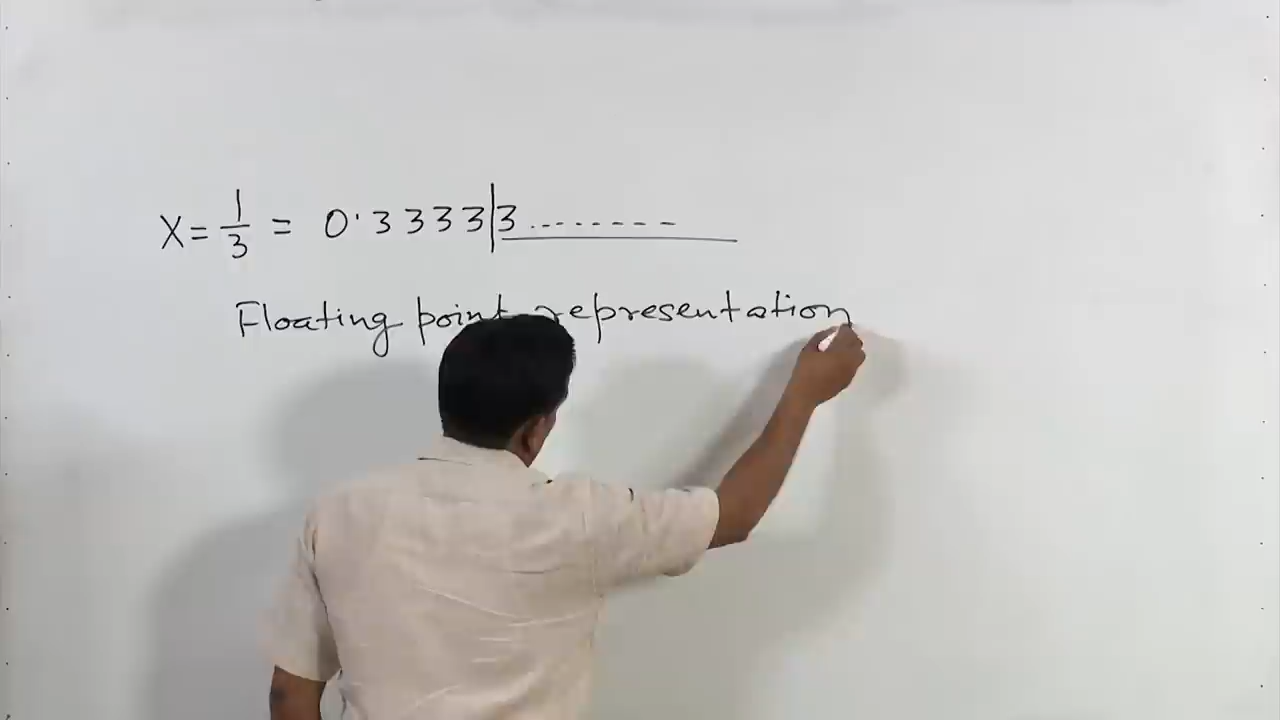 X = 1/3 = 0.3333|3........
Floating point representation